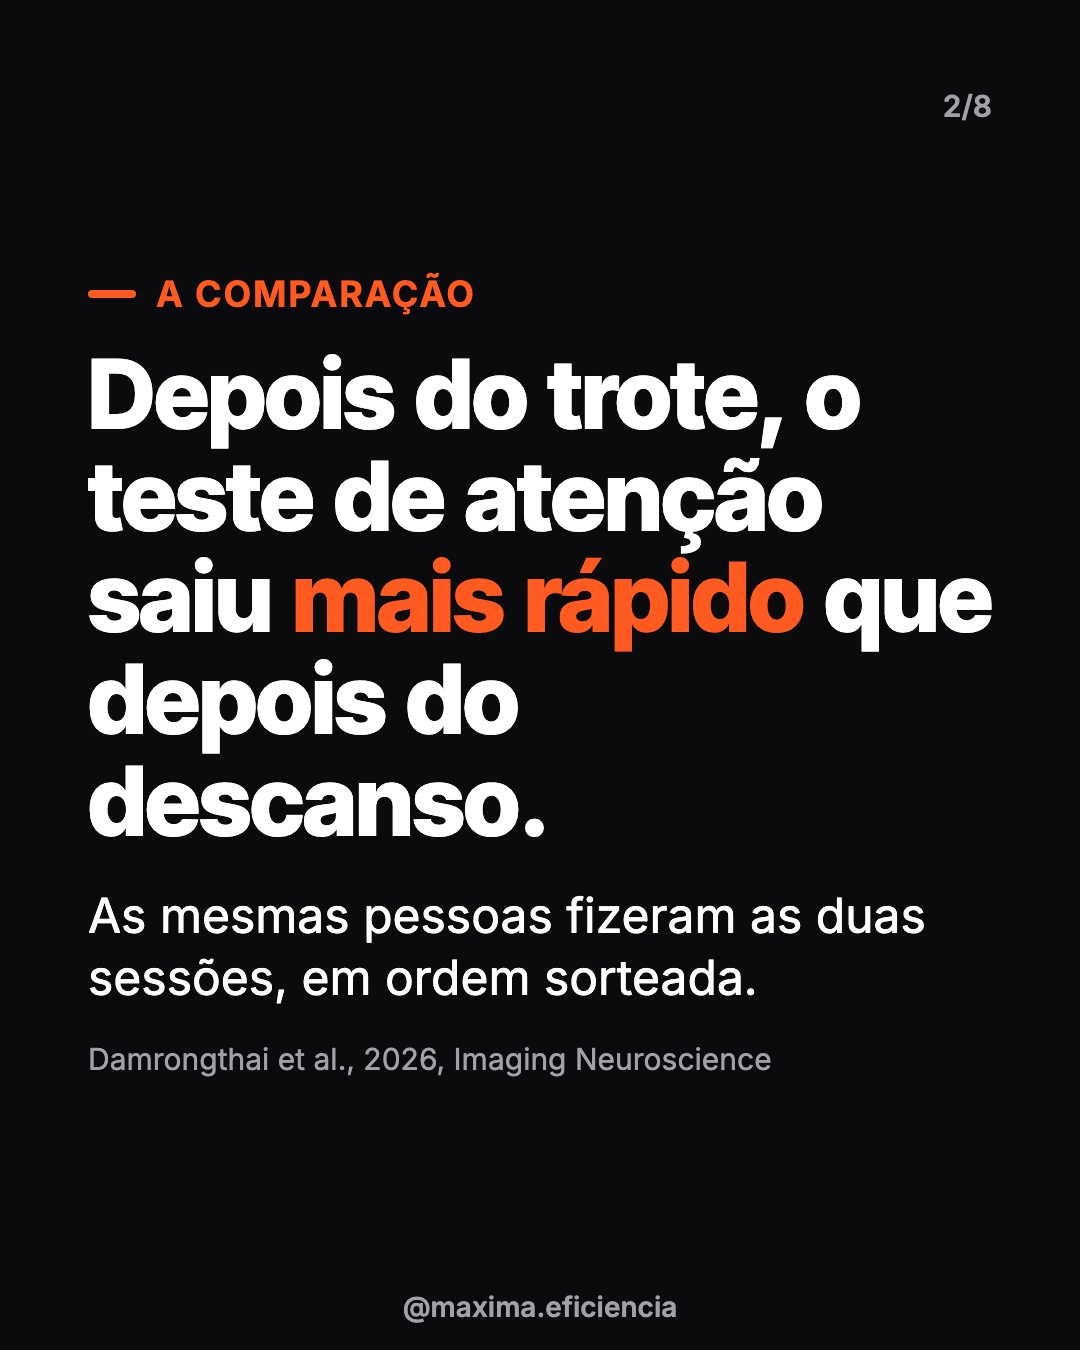 2/8
A COMPARAÇÃO
Depois do trote, o
teste de atenção
saiu mais rápido que
depois do
descanso.
As mesmas pessoas fizeram as duas
sessões, em ordem sorteada.
Damrongthai et al., 2026, Imaging Neuroscience
@maxima.eficiencia